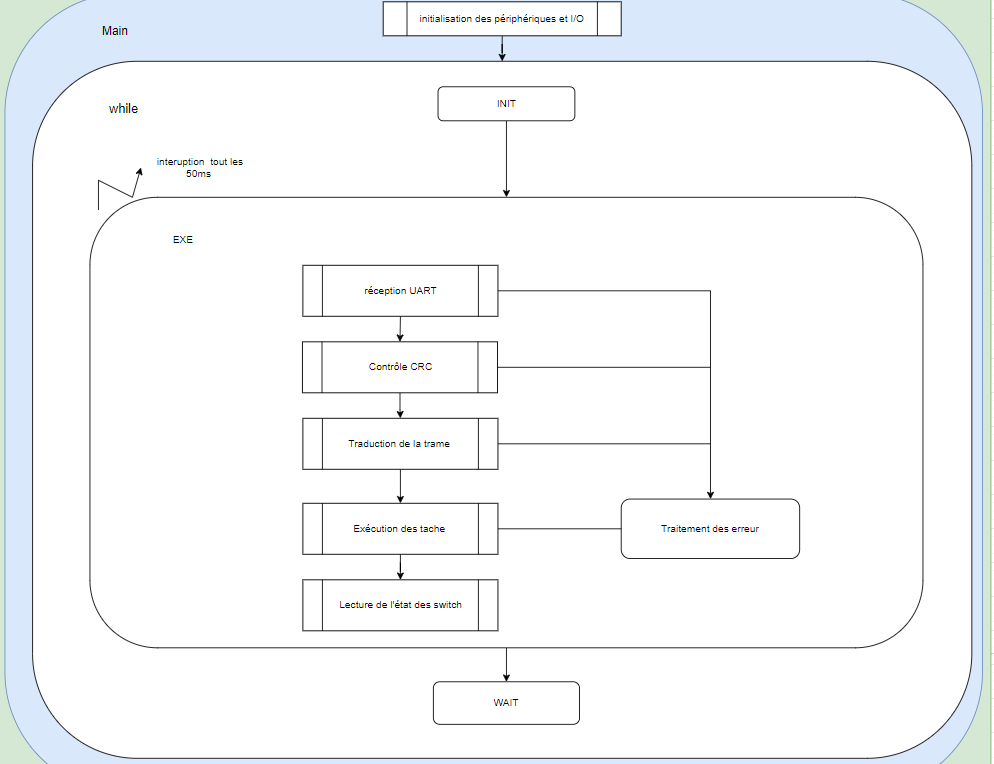 initialisation des périphériques et I/O
Main
INIT
while
interuption tout les
50ms
EXE
réception UART
Contrôle CRC
Traduction de la trame
Exécution des tache
Traitement des erreur
Lecture de l'état des switch
WAIT